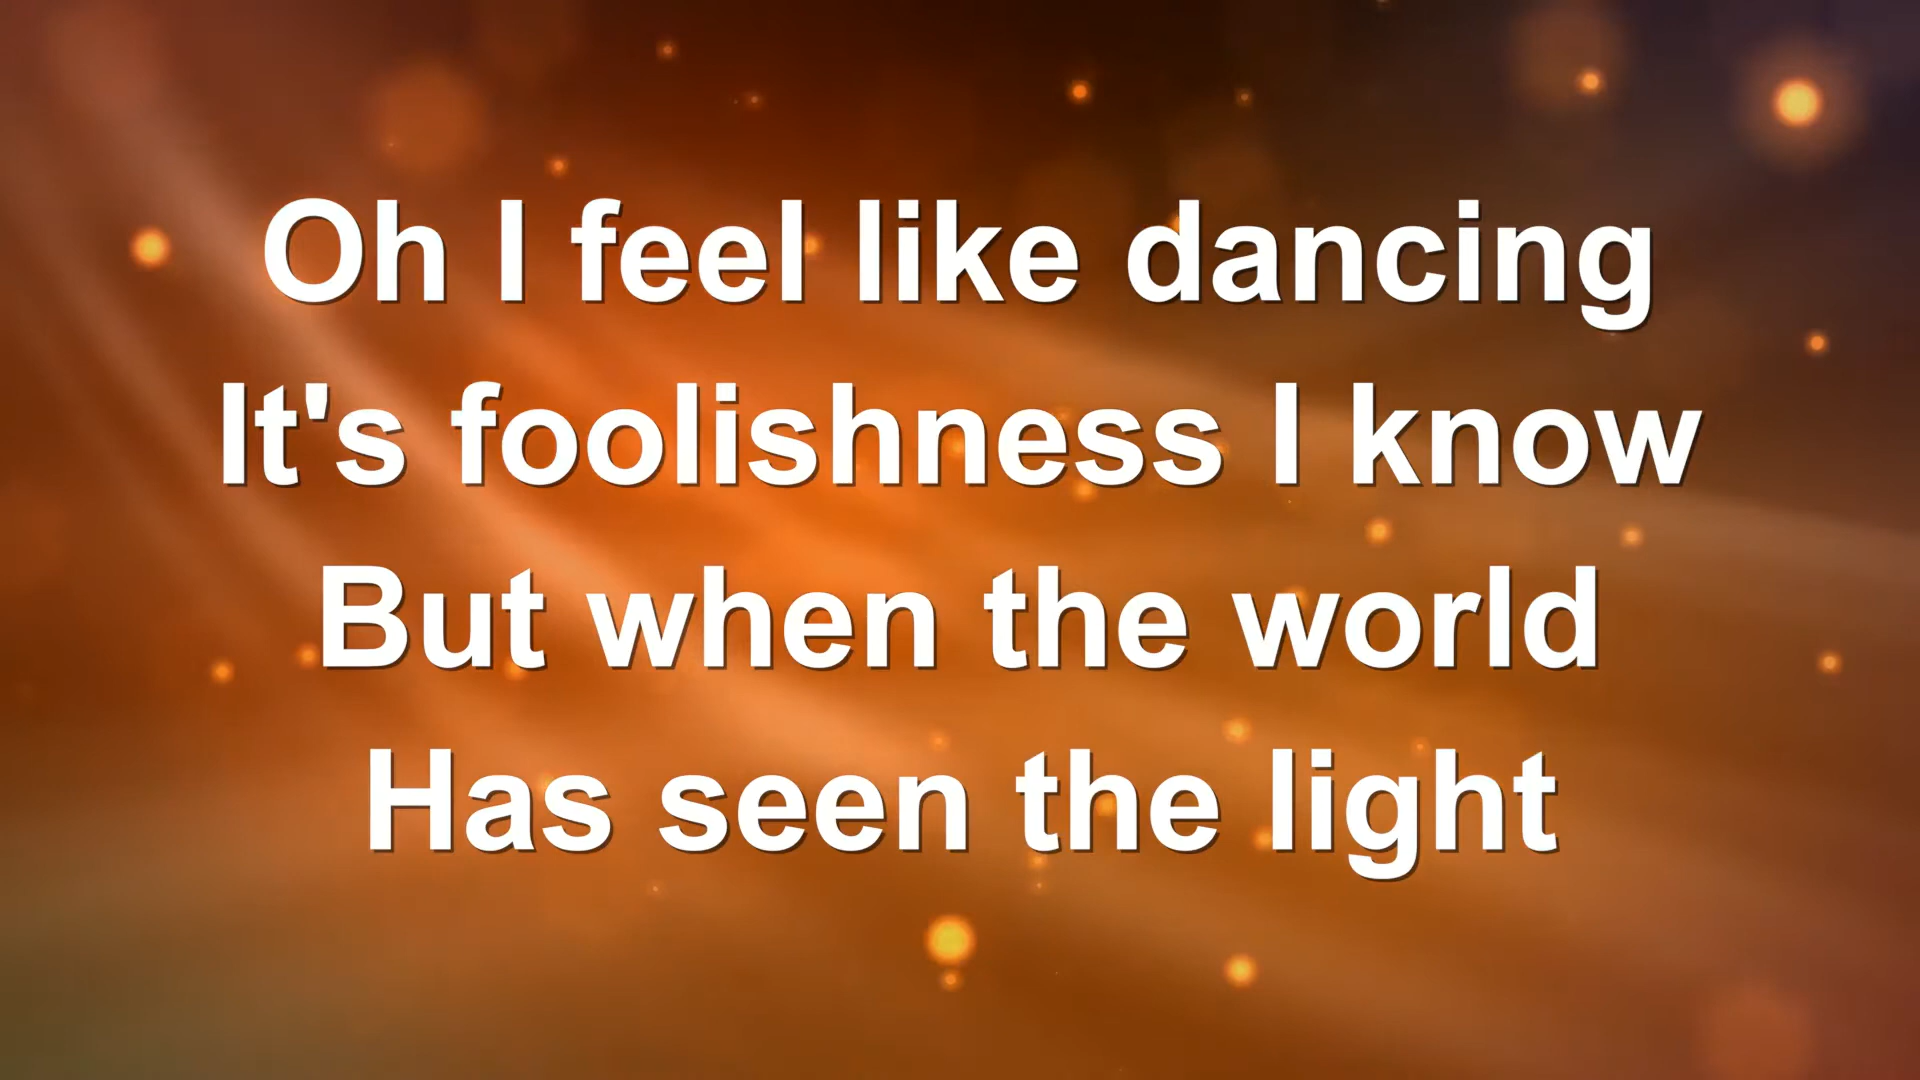 Oh I feel like dancing
It's foolishness I know
But when the world
Has seen the light